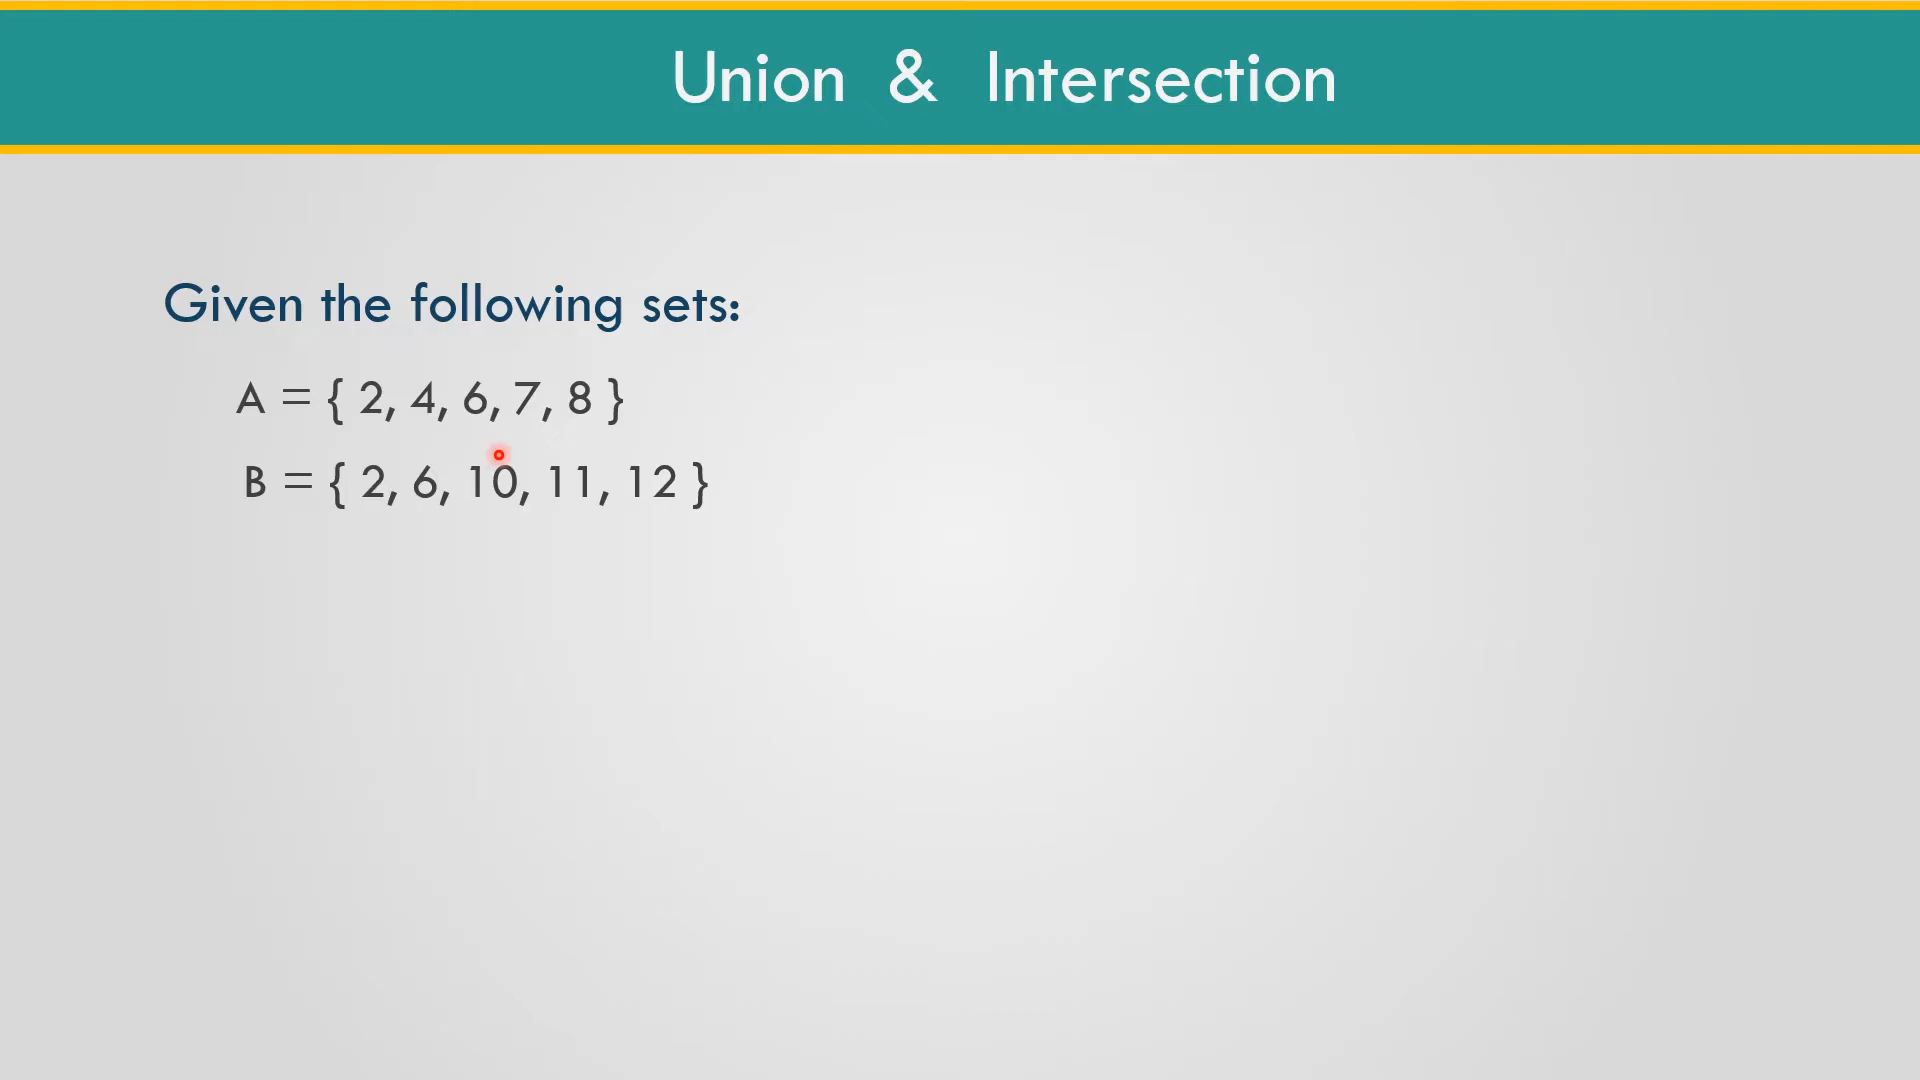 Union & Intersection
Given the following sets:
A = { 2, 4, 6, 7, 8 }
B = { 2, 6, 10, 11, 12 }